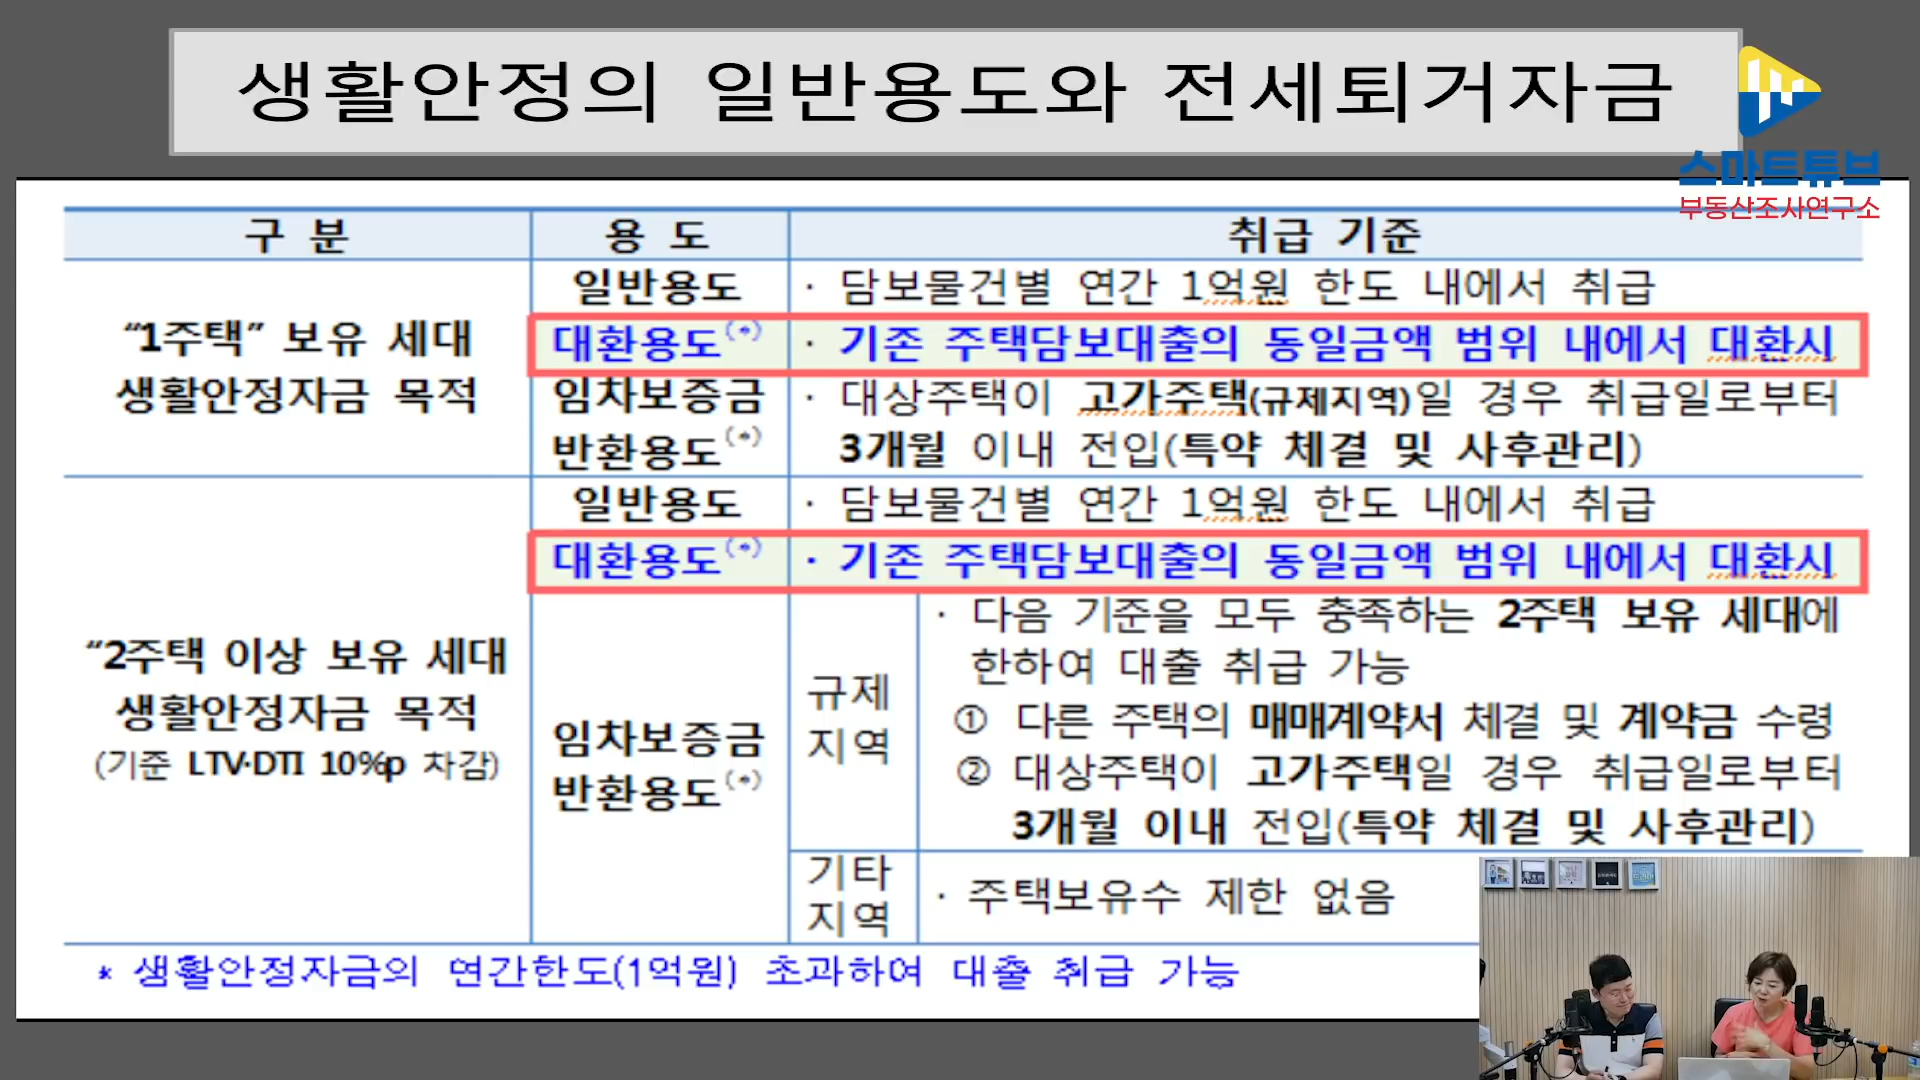 생활안정의 일반용도와 전세퇴거자금
스마트튜브
부동산조사연구소
구 분
용 도
취급 기준
“1주택” 보유 세대
생활안정자금 목적
일반용도
· 담보물건별 연간 1억원 한도 내에서 취급
대환용도(*)
· 기존 주택담보대출의 동일금액 범위 내에서 대환시
임차보증금
반환용도(*)
· 대상주택이 고가주택(규제지역)일 경우 취급일로부터
3개월 이내 전입(특약 체결 및 사후관리)
“2주택 이상 보유 세대
생활안정자금 목적
(기준 LTV·DTI 10%p 차감)
일반용도
· 담보물건별 연간 1억원 한도 내에서 취급
대환용도(*)
· 기존 주택담보대출의 동일금액 범위 내에서 대환시
임차보증금
반환용도(*)
규제
지역
· 다음 기준을 모두 충족하는 2주택 보유 세대에
한하여 대출 취급 가능
① 다른 주택의 매매계약서 체결 및 계약금 수령
② 대상주택이 고가주택일 경우 취급일로부터
3개월 이내 전입(특약 체결 및 사후관리)
기타
지역
· 주택보유수 제한 없음
* 생활안정자금의 연간한도(1억원) 초과하여 대출 취급 가능